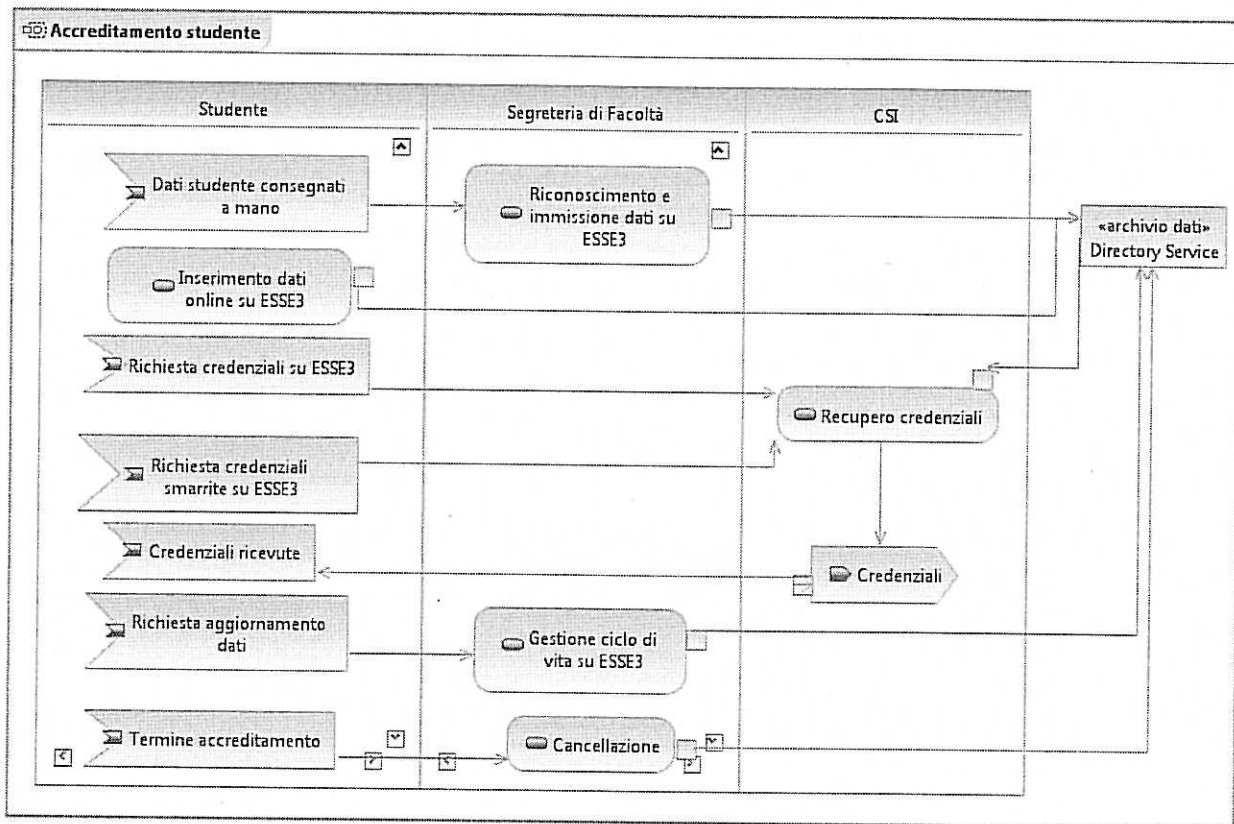 Accreditamento studente
Studente
Segreteria di Facoltà
CSI
Dati studente consegnati
a mano
Riconoscimento e
immissione dati su
ESSE3
«archivio dati»
Directory Service
Inserimento dati
online su ESSE3
Richiesta credenziali su ESSE3
Recupero credenziali
Richiesta credenziali
smarrite su ESSE3
Credenziali ricevute
Credenziali
Richiesta aggiornamento
dati
Gestione ciclo di
vita su ESSE3
Termine accreditamento
Cancellazione